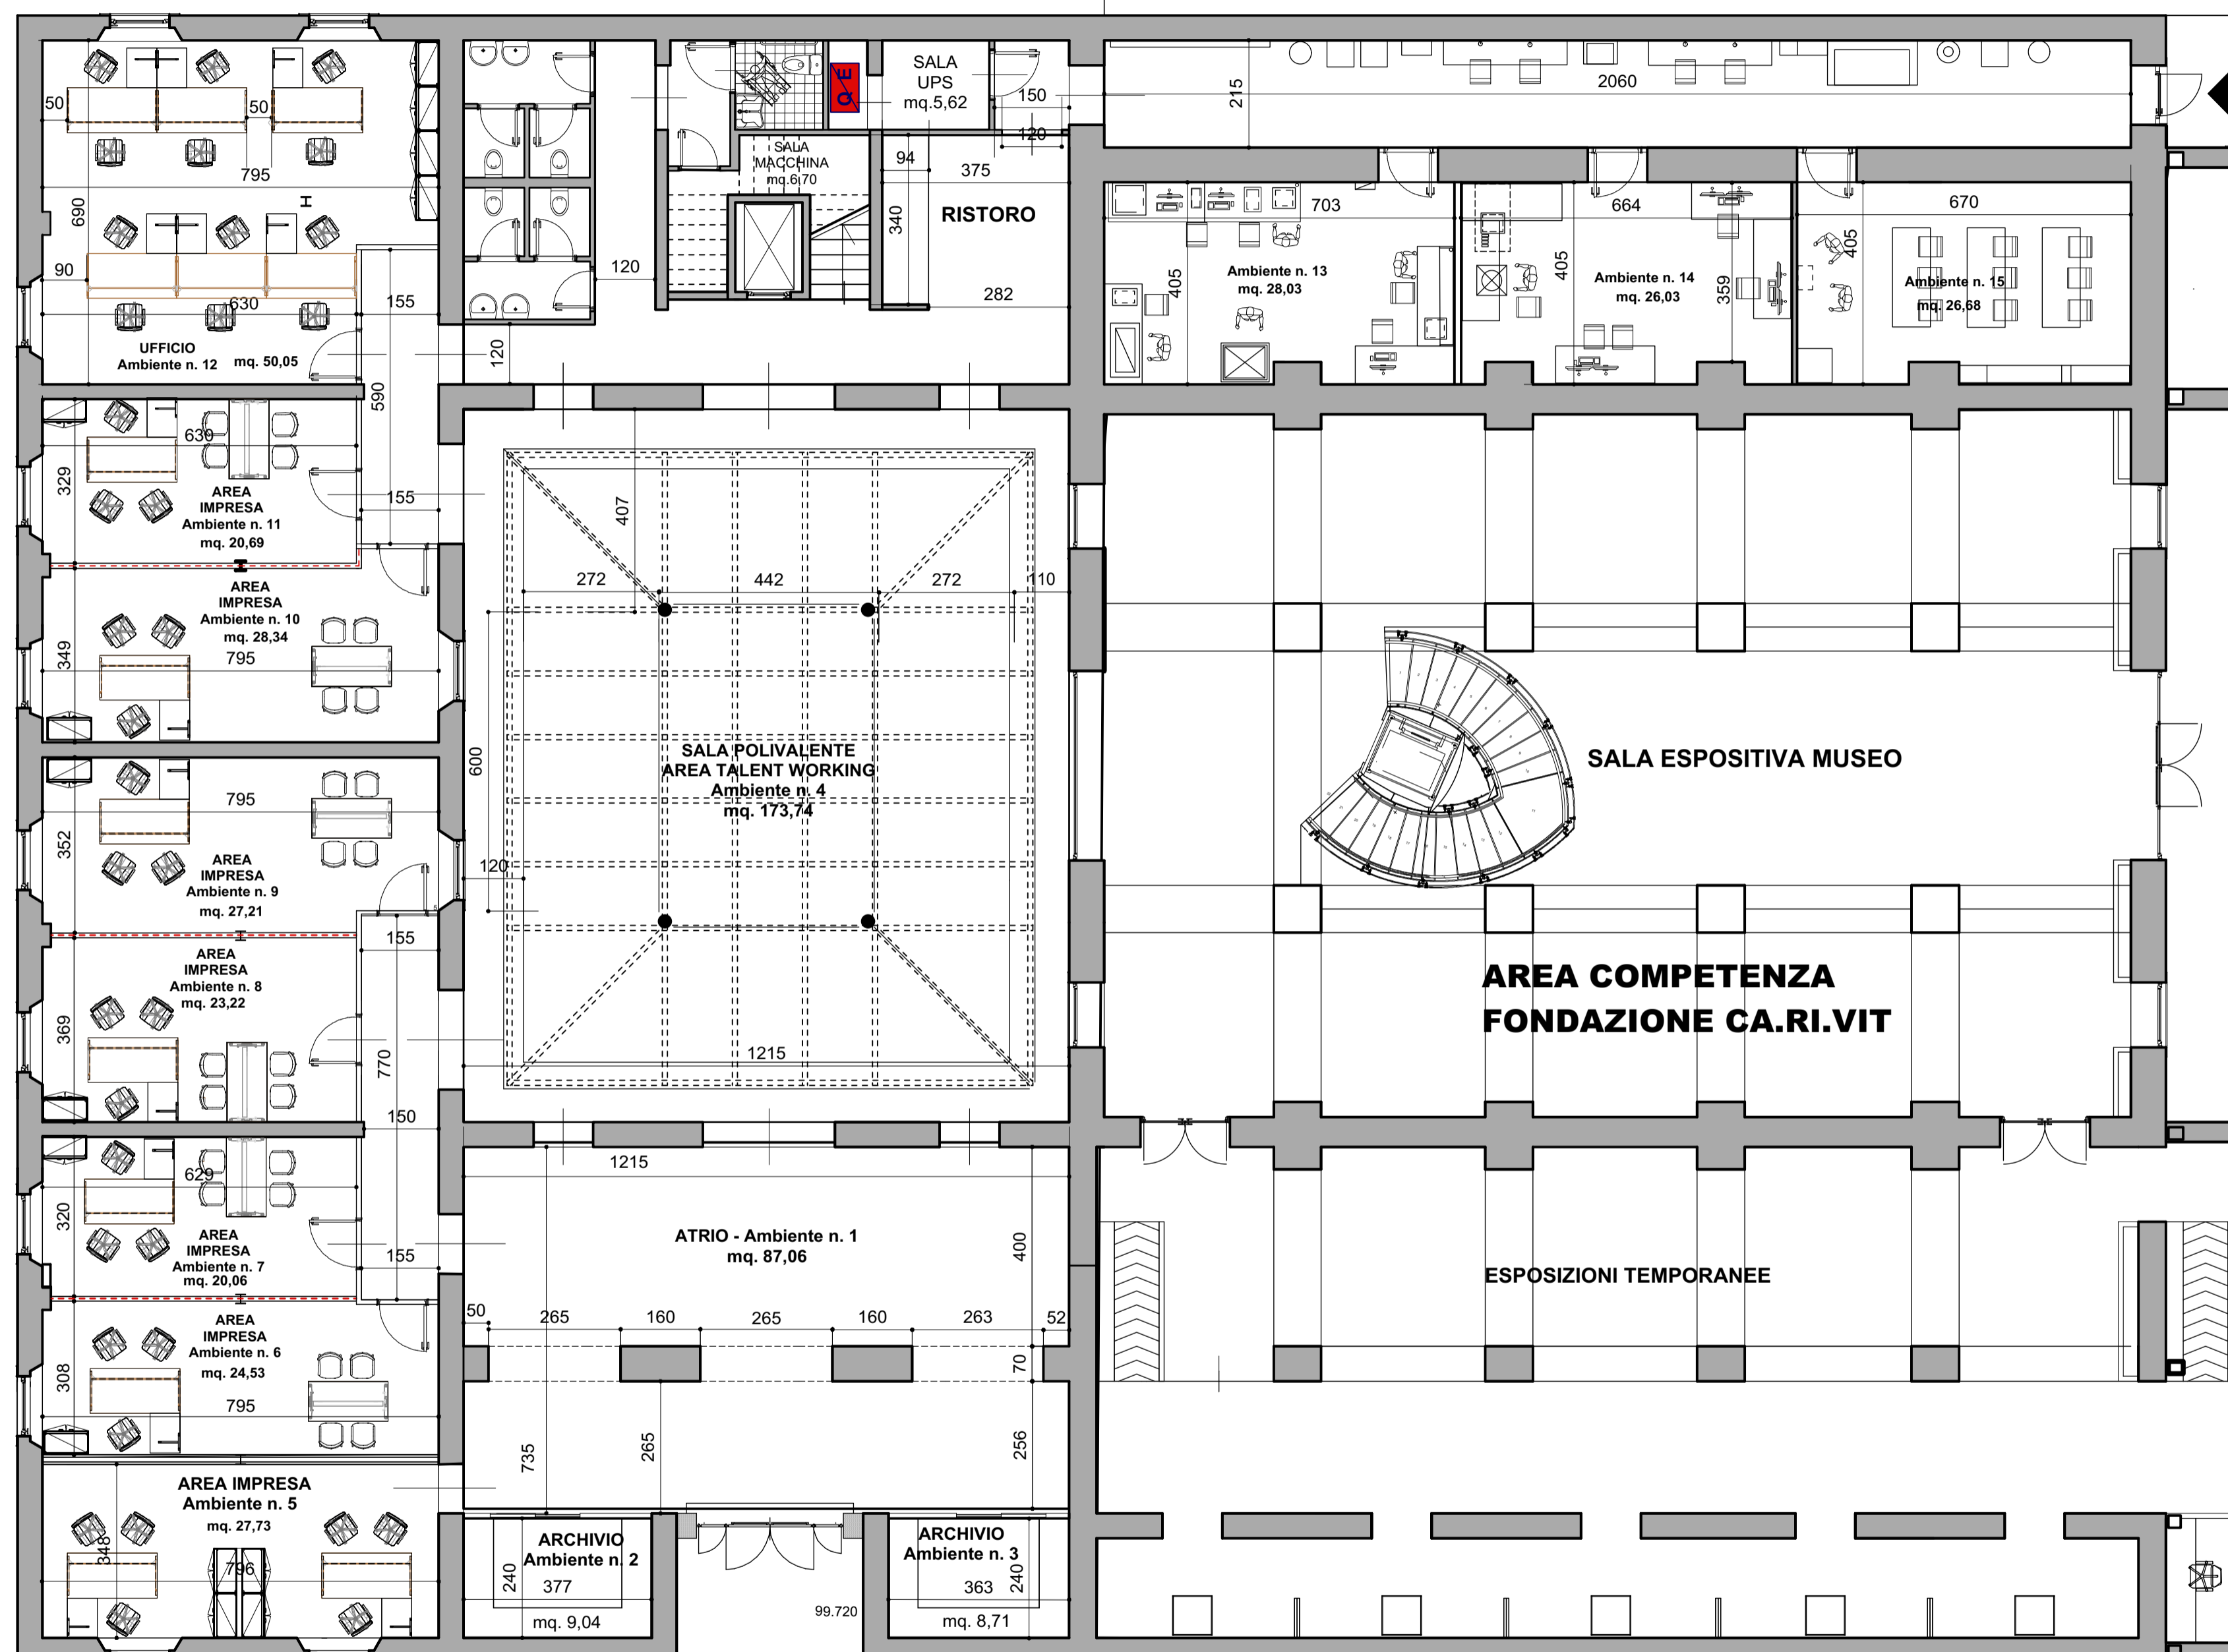 50
50
795
690
H
90
630
155
UFFICIO
Ambiente n. 12 mq. 50,05
590
120
120
Q E
SALA
UPS
mq.5,62
150
120
SALA
MACCHINA
mq.6,70
94
375
340
RISTORO
282
215
2060
703
405
Ambiente n. 13
mq. 28,03
664
405
359
Ambiente n. 14
mq. 26,03
670
405
Ambiente n. 15
mq. 26,68
630
329
155
AREA
IMPRESA
Ambiente n. 11
mq. 20,69
AREA
IMPRESA
Ambiente n. 10
mq. 28,34
349
795
407
272
442
272
110
600
SALA POLIVALENTE
AREA TALENT WORKING
Ambiente n. 4
mq. 173,74
120
1215
SALA ESPOSITIVA MUSEO
AREA COMPETENZA
FONDAZIONE CA.RI.VIT
795
352
AREA
IMPRESA
Ambiente n. 9
mq. 27,21
155
AREA
IMPRESA
Ambiente n. 8
mq. 23,22
369
770
150
629
320
AREA
IMPRESA
Ambiente n. 7
mq. 20,06
155
AREA
IMPRESA
Ambiente n. 6
mq. 24,53
308
795
1215
ATRIO - Ambiente n. 1
mq. 87,06
400
50
265
160
265
160
263
52
70
735
265
256
ESPOSIZIONI TEMPORANEE
AREA IMPRESA
Ambiente n. 5
mq. 27,73
348
796
ARCHIVIO
Ambiente n. 2
240
377
mq. 9,04
99.720
ARCHIVIO
Ambiente n. 3
240
363
mq. 8,71